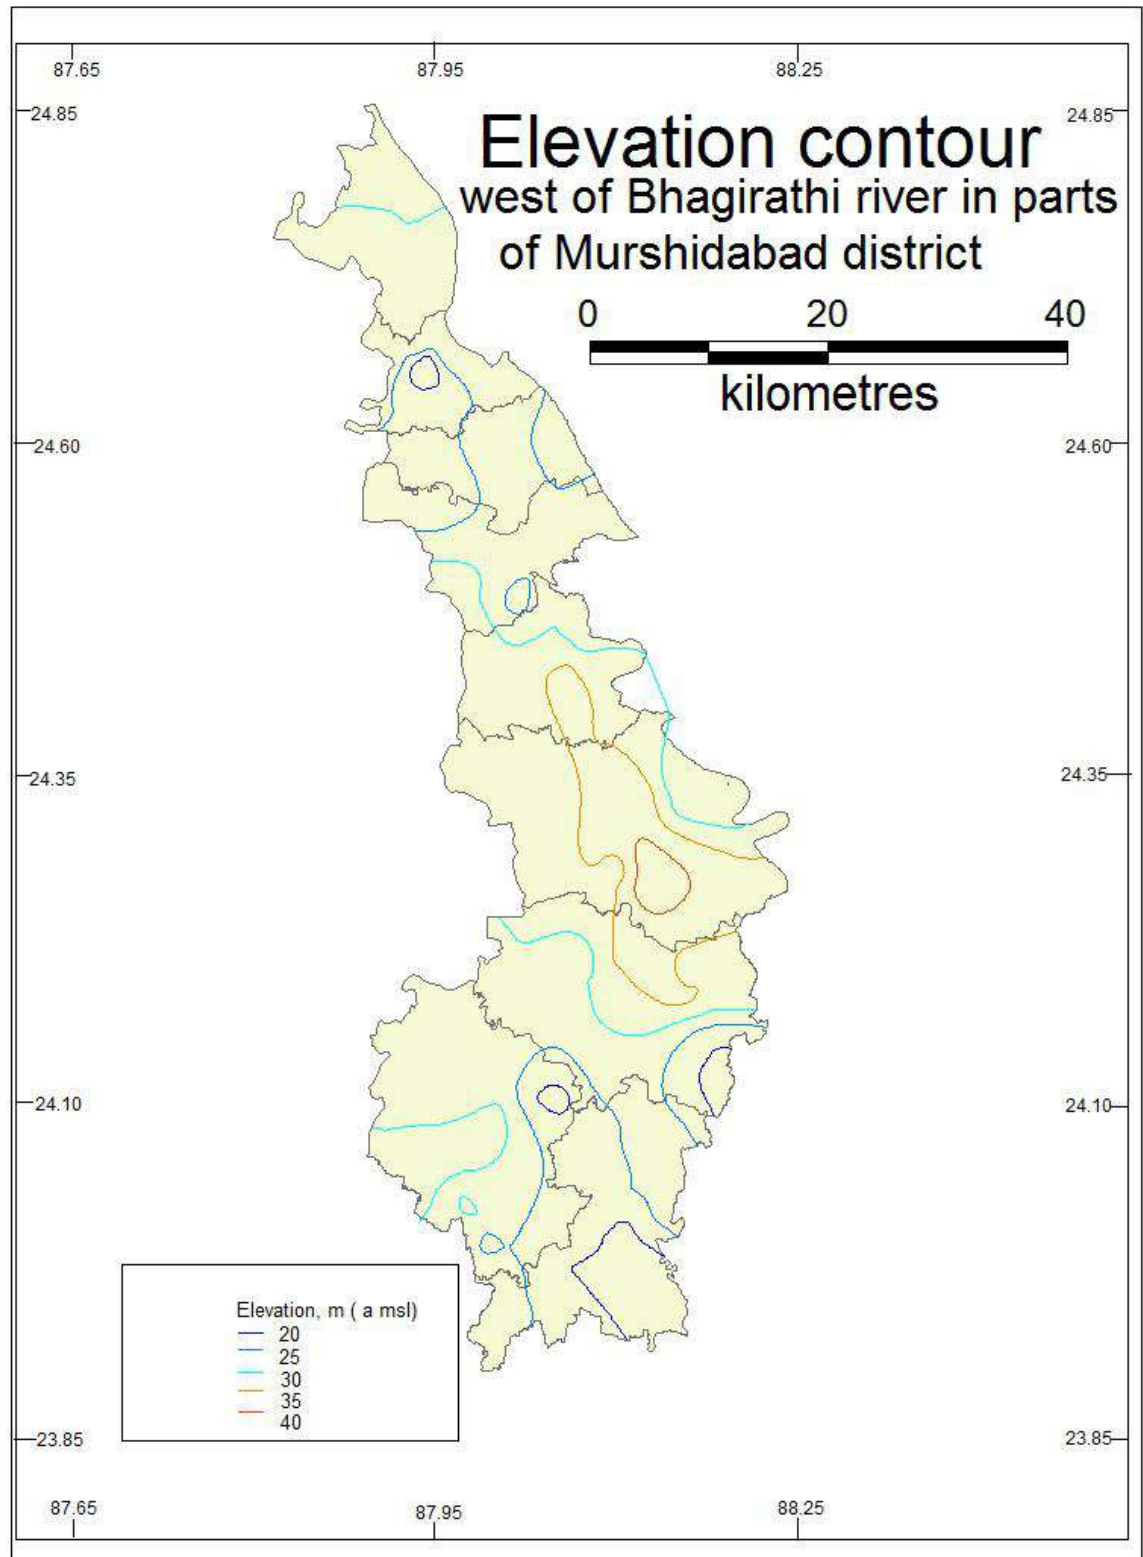 87.65 87.95 88.25
24.85 24.85
Elevation contour
west of Bhagirathi river in parts
of Murshidabad district
0 20 40
kilometres
24.60 24.60
24.35 24.35
24.10 24.10
Elevation, m ( a msl)
20
25
30
35
40
23.85 23.85
87.65 87.95 88.25